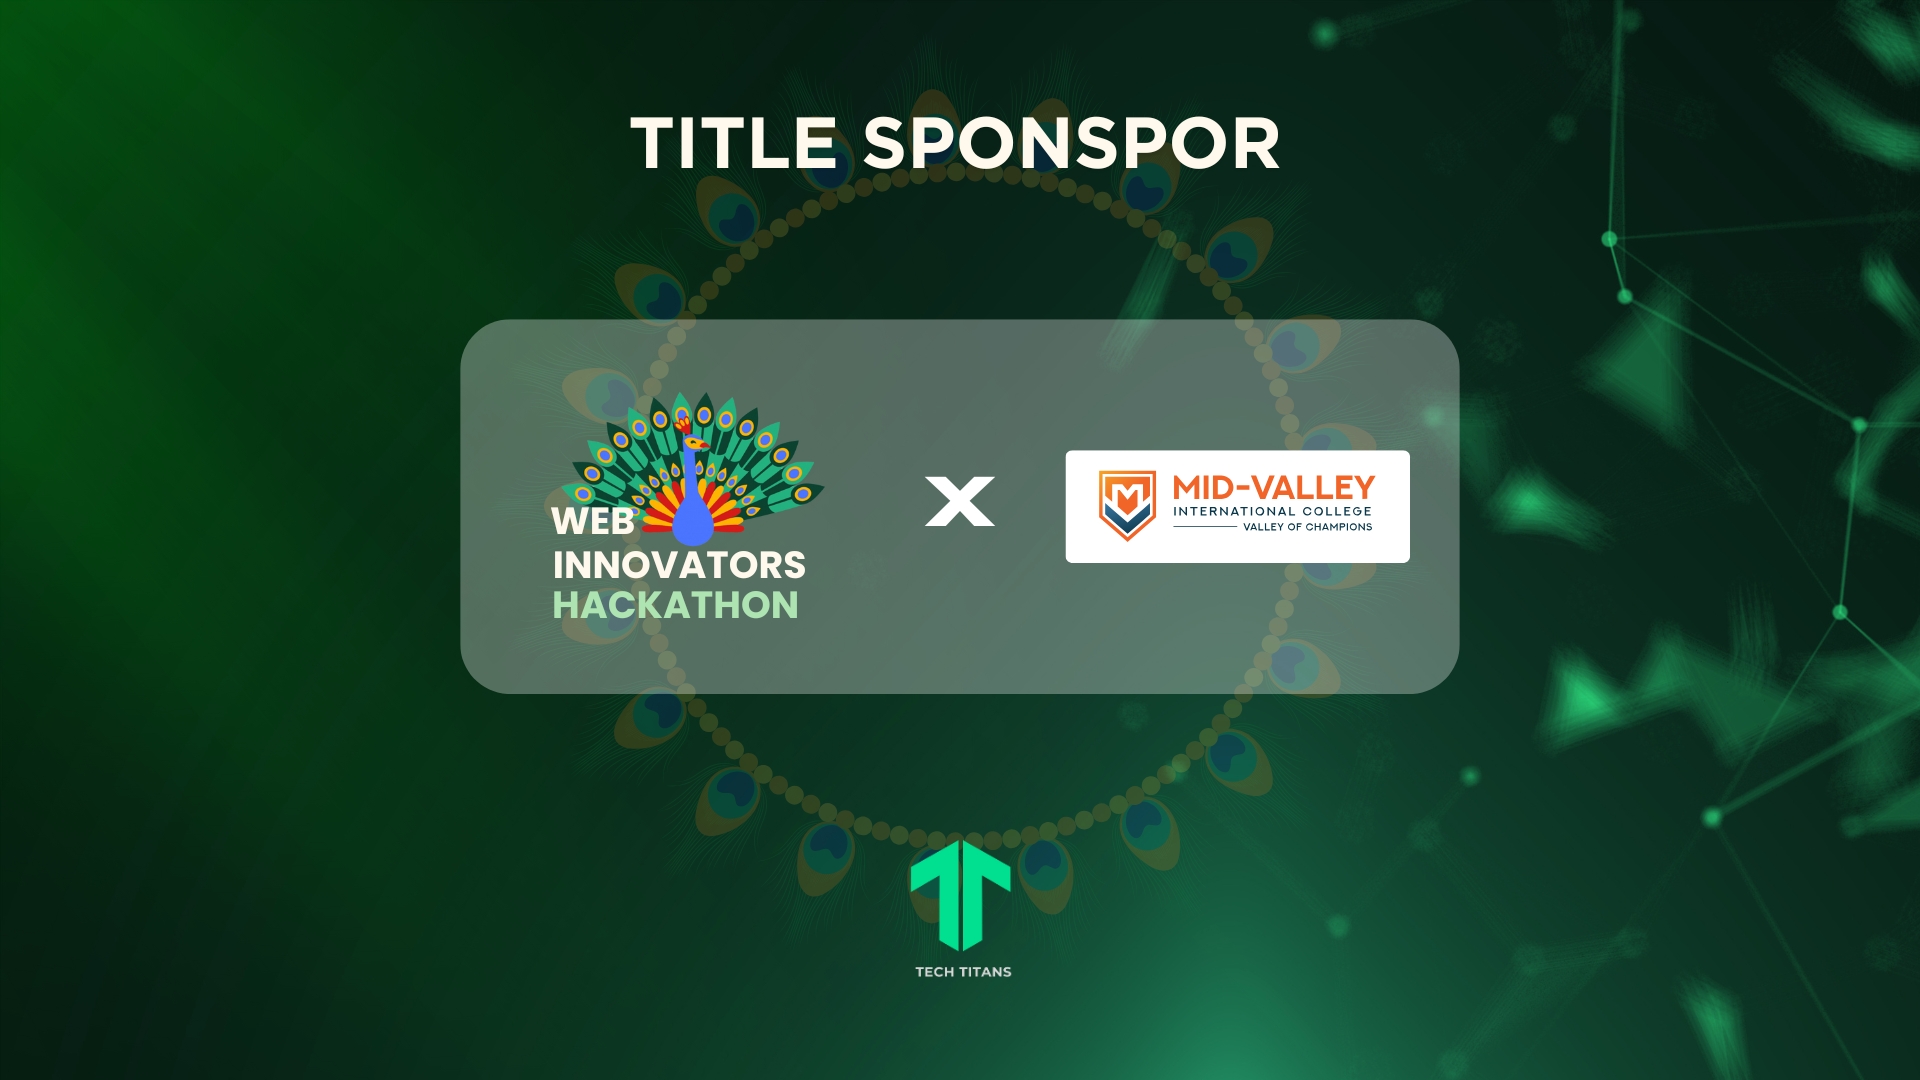 TITLE SPONSPOR
WEB
INNOVATORS
HACKATHON
X
MID-VALLEY
INTERNATIONAL COLLEGE
VALLEY OF CHAMPIONS
TECH TITANS